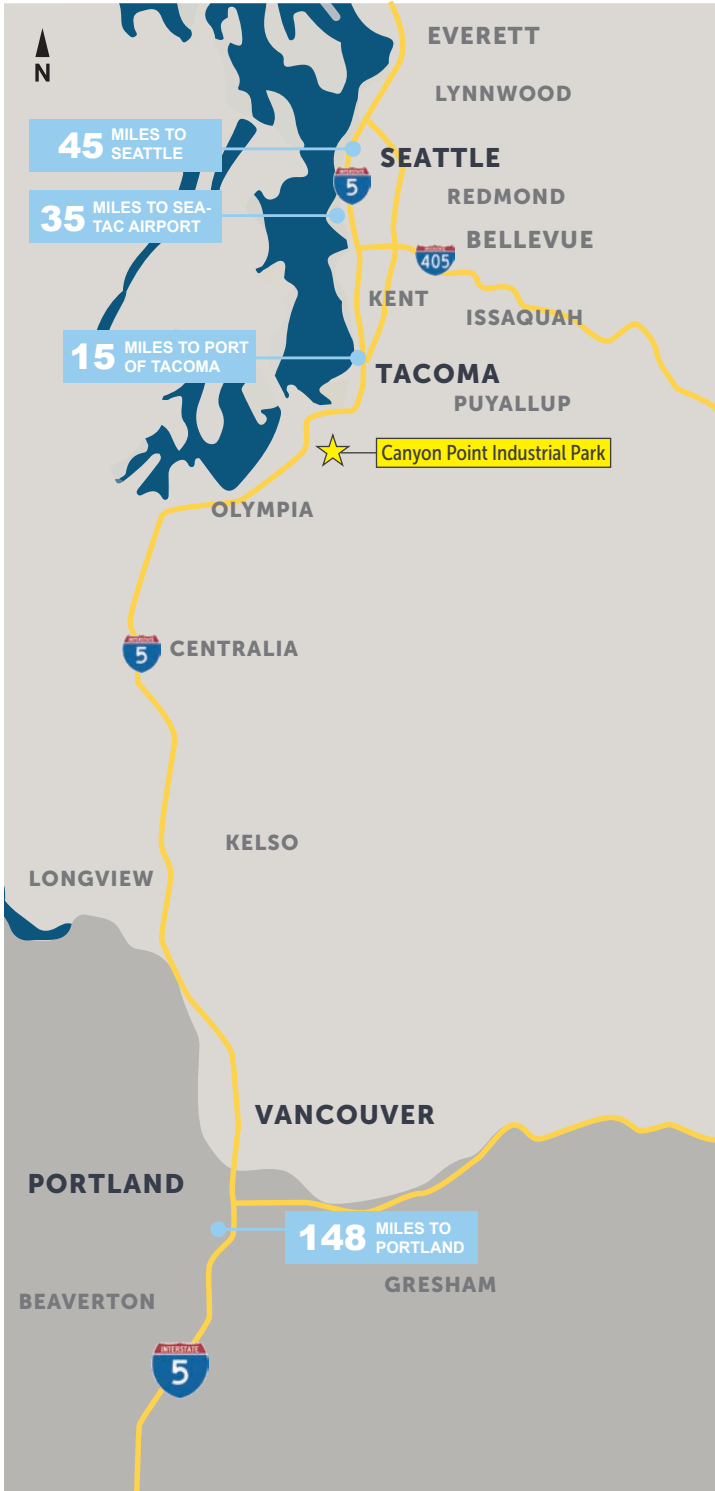 EVERETT
N
LYNNWOOD
45 MILES TO
SEATTLE
SEATTLE
INTERSTATE
5
REDMOND
35 MILES TO SEA-
TAC AIRPORT
BELLEVUE
405
KENT
ISSAQUAH
15 MILES TO PORT
OF TACOMA
TACOMA
PUYALLUP
Canyon Point Industrial Park
OLYMPIA
INTERSTATE
5
CENTRALIA
KELSO
LONGVIEW
VANCOUVER
PORTLAND
148 MILES TO
PORTLAND
GRESHAM
BEAVERTON
INTERSTATE
5